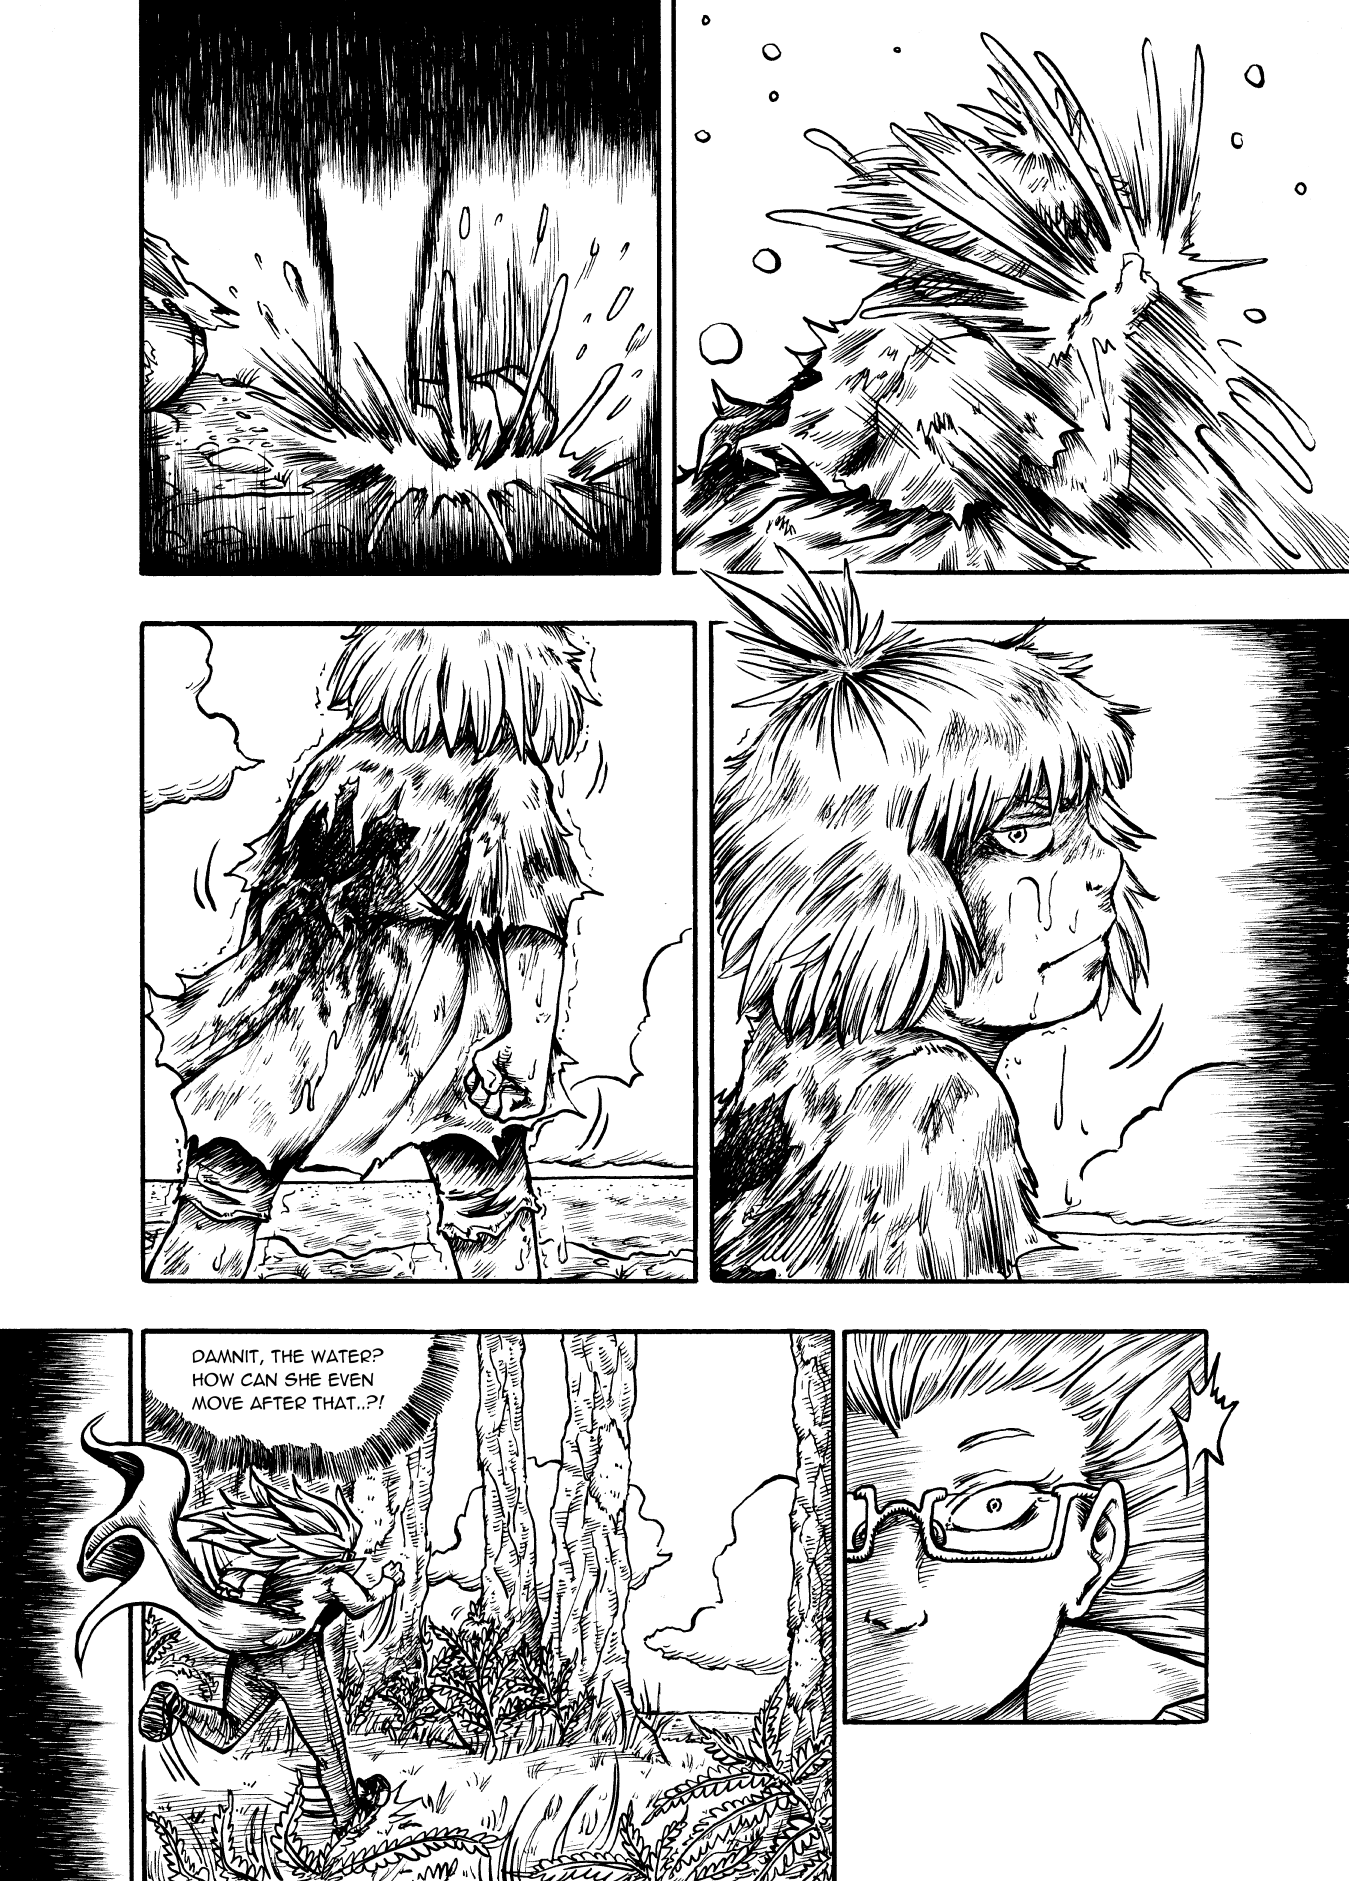 DAMNIT, THE WATER?
HOW CAN SHE EVEN
MOVE AFTER THAT..?!